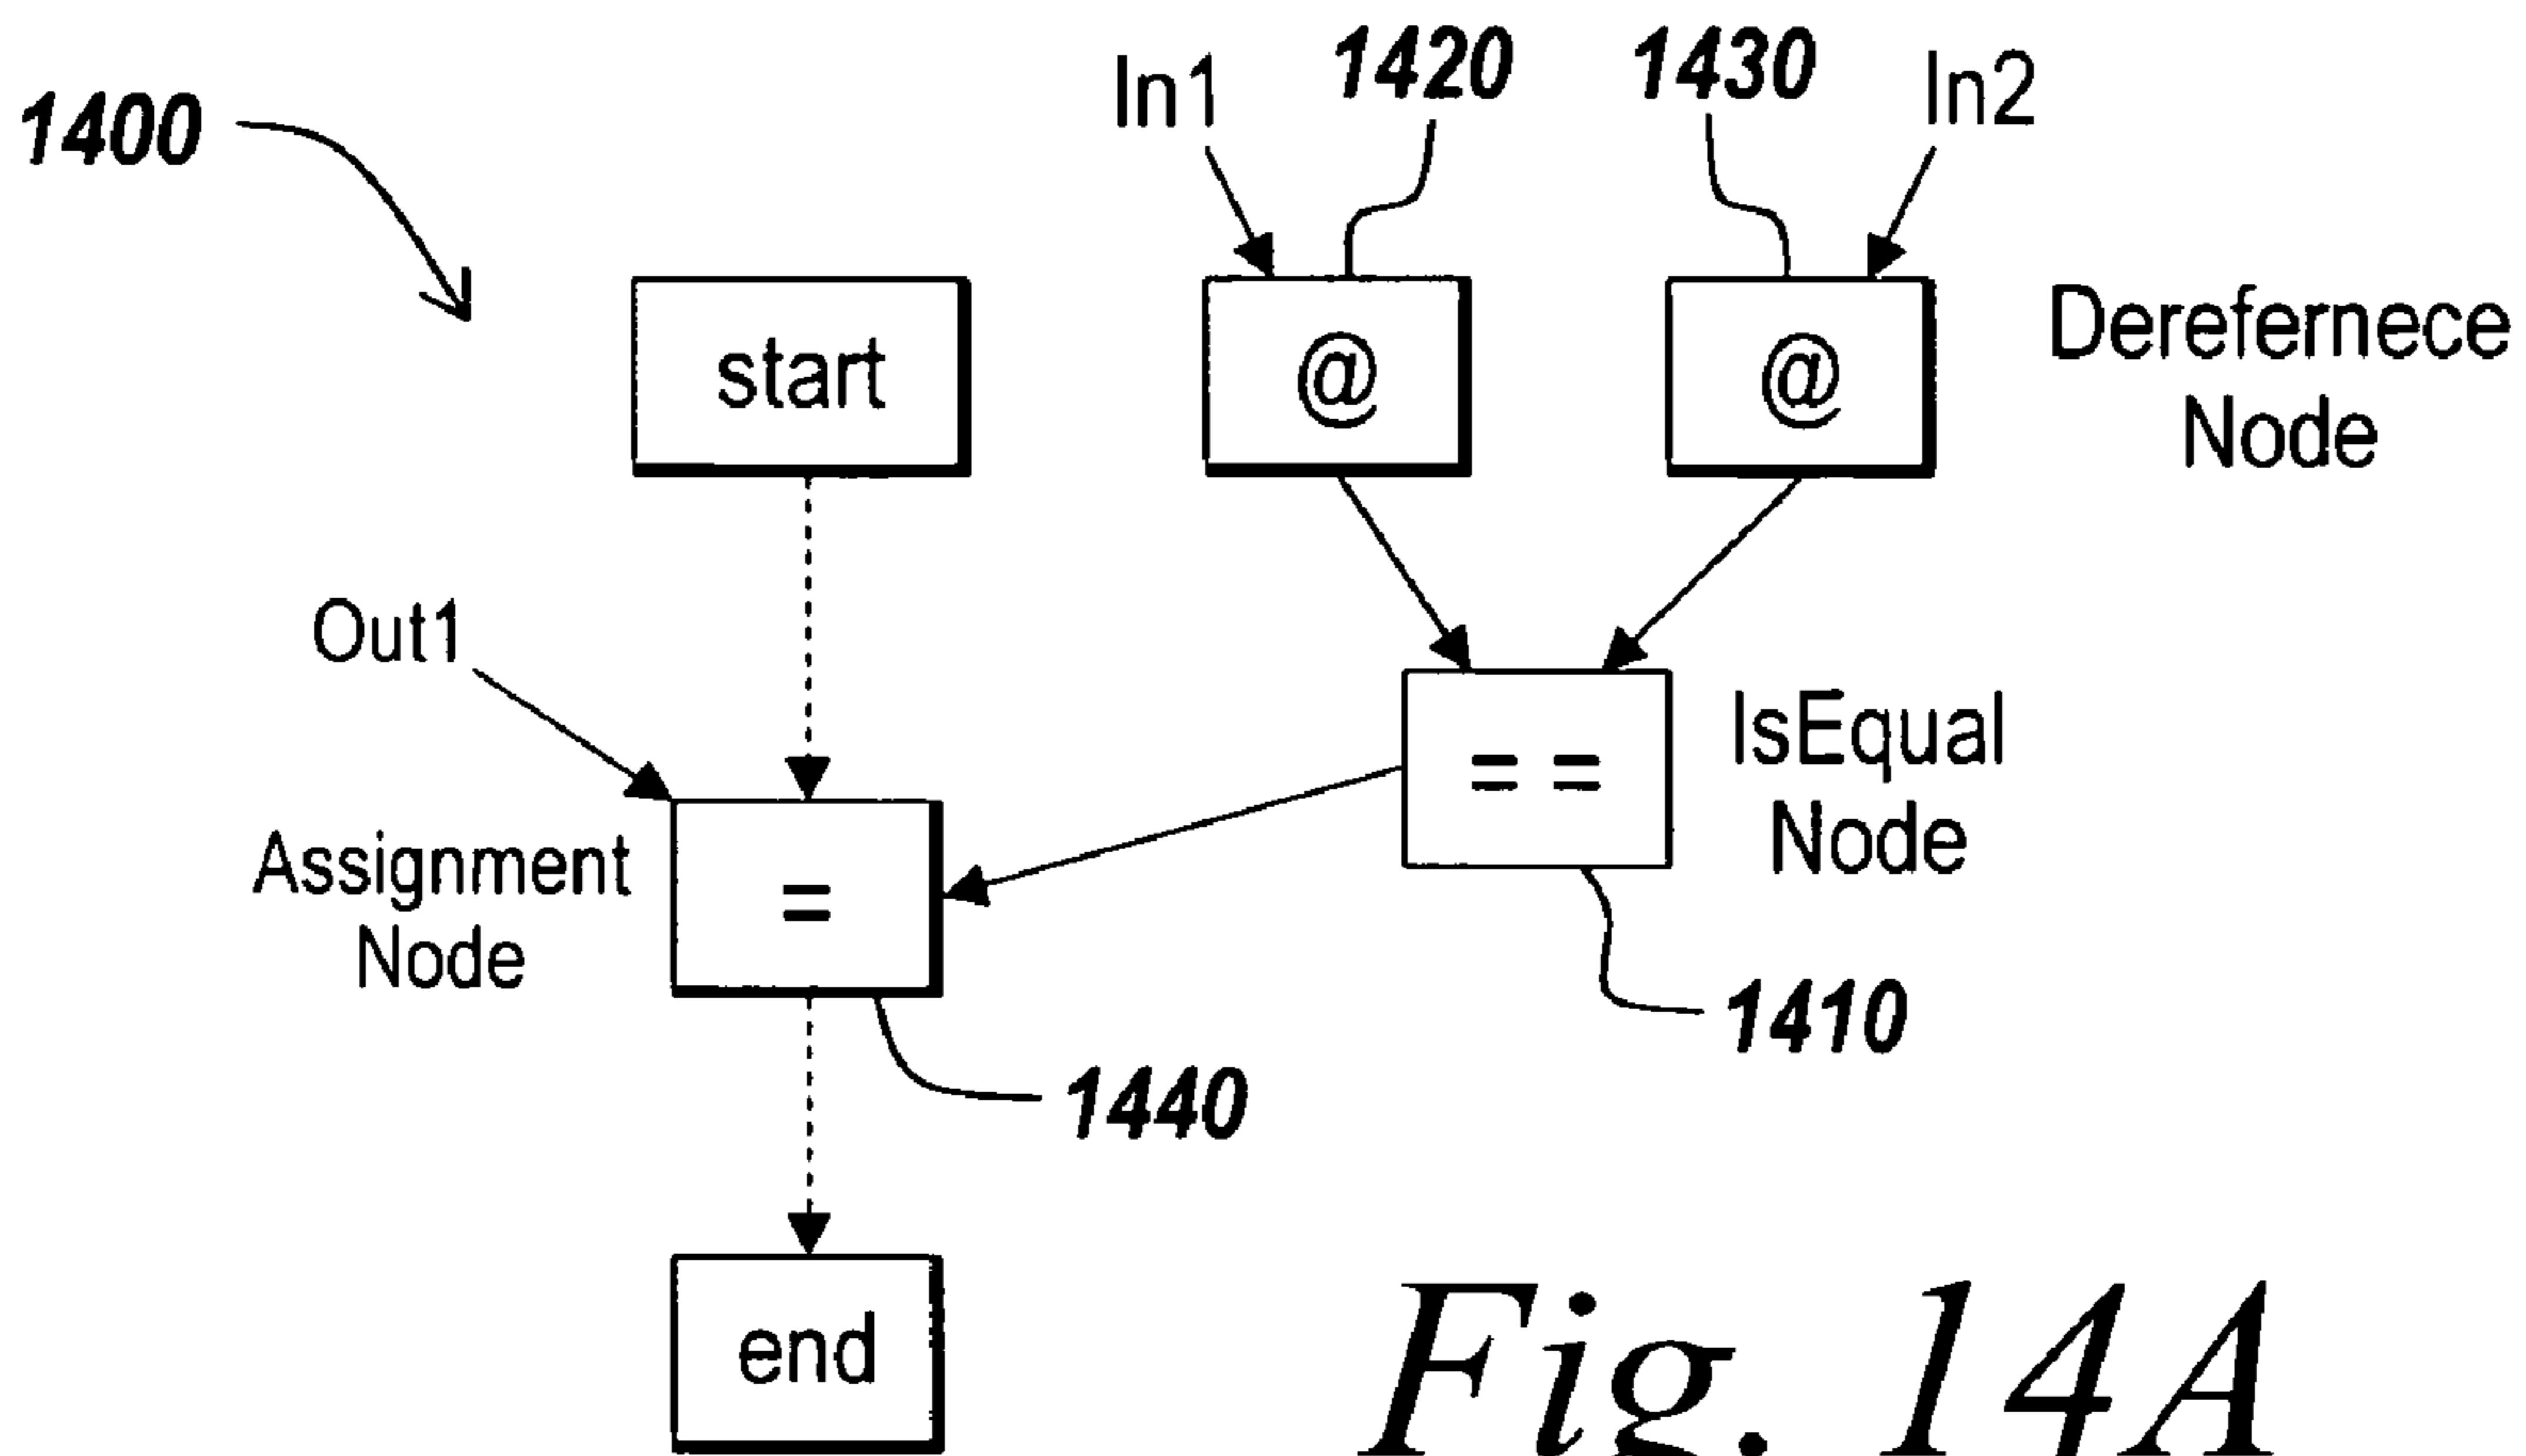 1400
In1
1420
1430
In2
start
@
@
Derefernece
Node
Out1
Assignment
Node
=
= =
IsEqual
Node
1410
1440
end
Fig. 14A